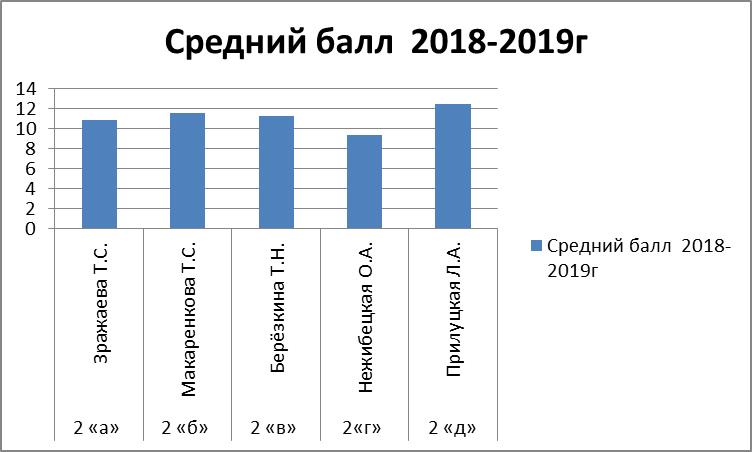 Средний балл  2018-2019г
14
12
10
8
6
4
2
0
Зражаева Т.С.
Макаренкова Т.С.
Берёзкина Т.Н.
Нежибецкая О.А.
Прилуцкая Л.А.
2 «а»
2 «б»
2 «в»
2«г»
2 «д»
Средний балл  2018-
2019г